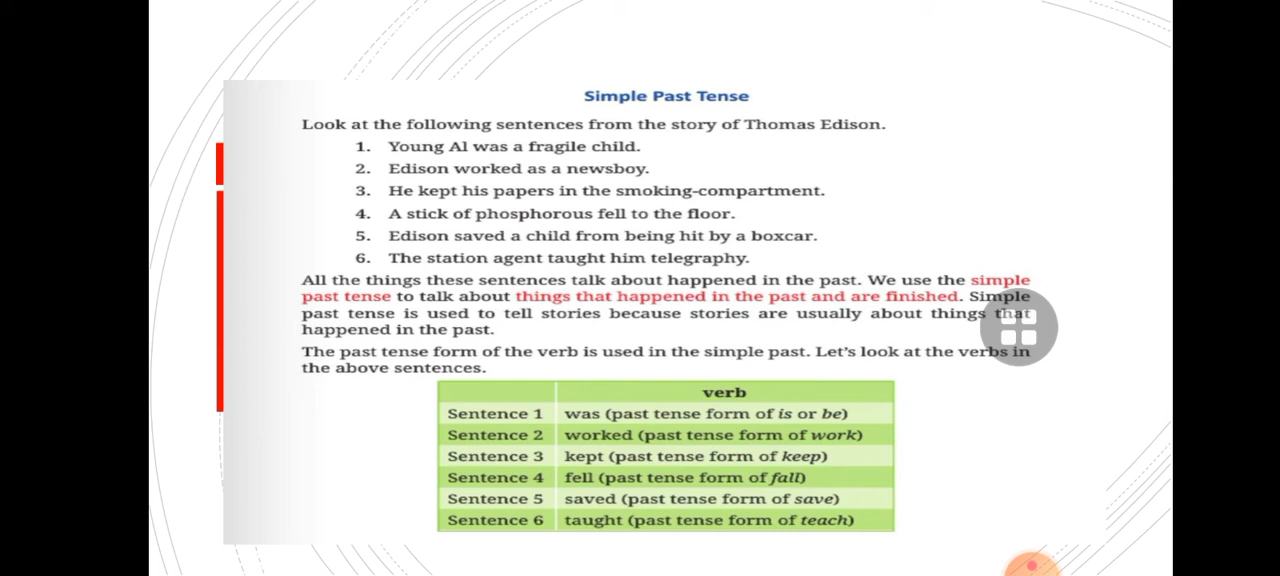 Simple Past Tense
Look at the following sentences from the story of Thomas Edison.
1. Young Al was a fragile child.
2. Edison worked as a newsboy.
3. He kept his papers in the smoking-compartment.
4. A stick of phosphorous fell to the floor.
5. Edison saved a child from being hit by a boxcar.
6. The station agent taught him telegraphy.
All the things these sentences talk about happened in the past. We use the simple
past tense to talk about things that happened in the past and are finished. Simple
past tense is used to tell stories because stories are usually about things that
happened in the past.
The past tense form of the verb is used in the simple past. Let's look at the verbs in
the above sentences.
verb
Sentence 1 was (past tense form of is or be)
Sentence 2 worked (past tense form of work)
Sentence 3 kept (past tense form of keep)
Sentence 4 fell (past tense form of fall)
Sentence 5 saved (past tense form of save)
Sentence 6 taught (past tense form of teach)